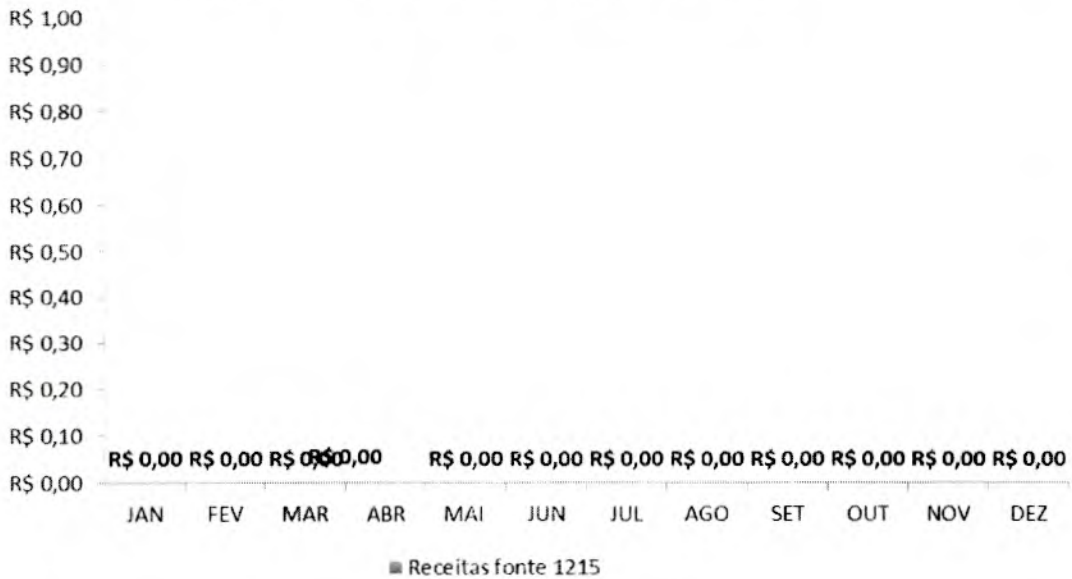 R$ 1,00
R$ 0,90
R$ 0,80
R$ 0,70
R$ 0,60
R$ 0,50
R$ 0,40
R$ 0,30
R$ 0,20
R$ 0,10
R$ 0,00 R$ 0,00 R$ 0,00 R$ 0,00 R$ 0,00 R$ 0,00 R$ 0,00 R$ 0,00 R$ 0,00 R$ 0,00 R$ 0,00 R$ 0,00
R$ 0,00
JAN FEV MAR ABR MAI JUN JUL AGO SET OUT NOV DEZ
Receitas fonte 1215